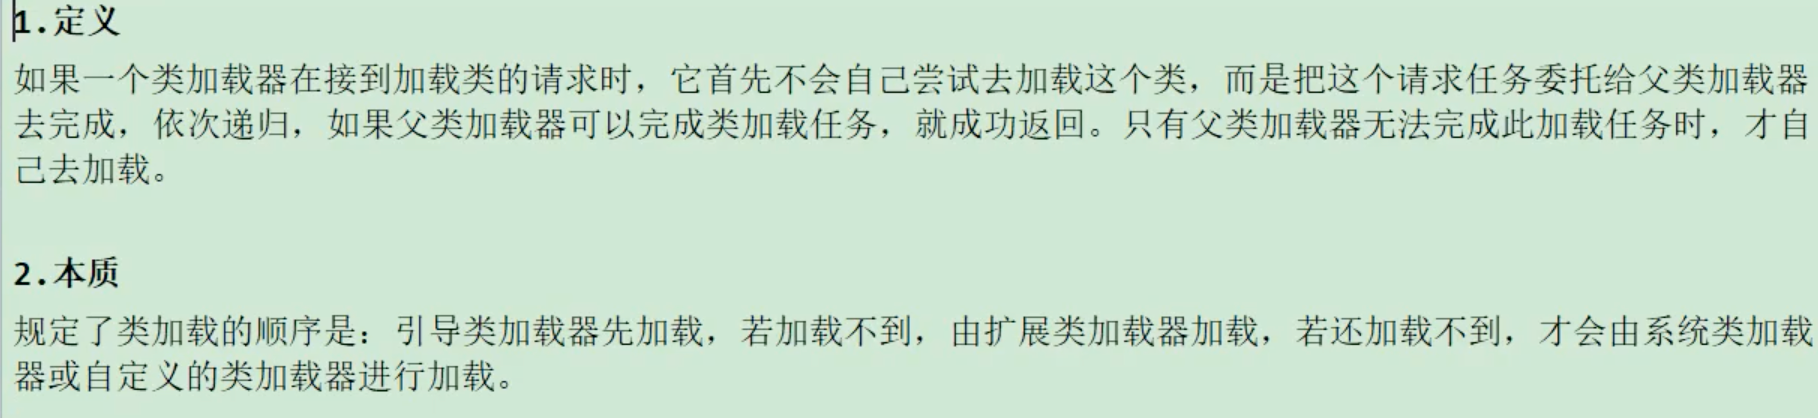 1.定义
如果一个类加载器在接到加载类的请求时，它首先不会自己尝试去加载这个类，而是把这个请求任务委托给父类加载器
去完成，依次递归，如果父类加载器可以完成类加载任务，就成功返回。只有父类加载器无法完成此加载任务时，才自
己去加载。
2.本质
规定了类加载的顺序是：引导类加载器先加载，若加载不到，由扩展类加载器加载，若还加载不到，才会由系统类加载
器或自定义的类加载器进行加载。